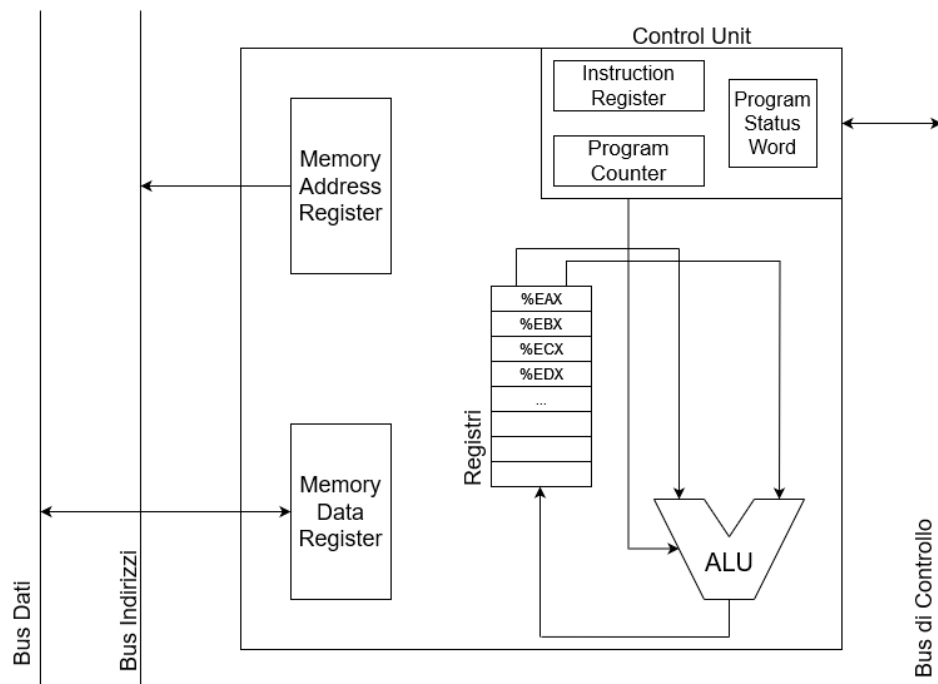 Control Unit
Instruction
Register
Program
Status
Word
Program
Counter
Memory
Address
Register
%EAX
%EBX
%ECX
%EDX
...
Registri
Memory
Data
Register
ALU
Bus Dati
Bus Indirizzi
Bus di Controllo